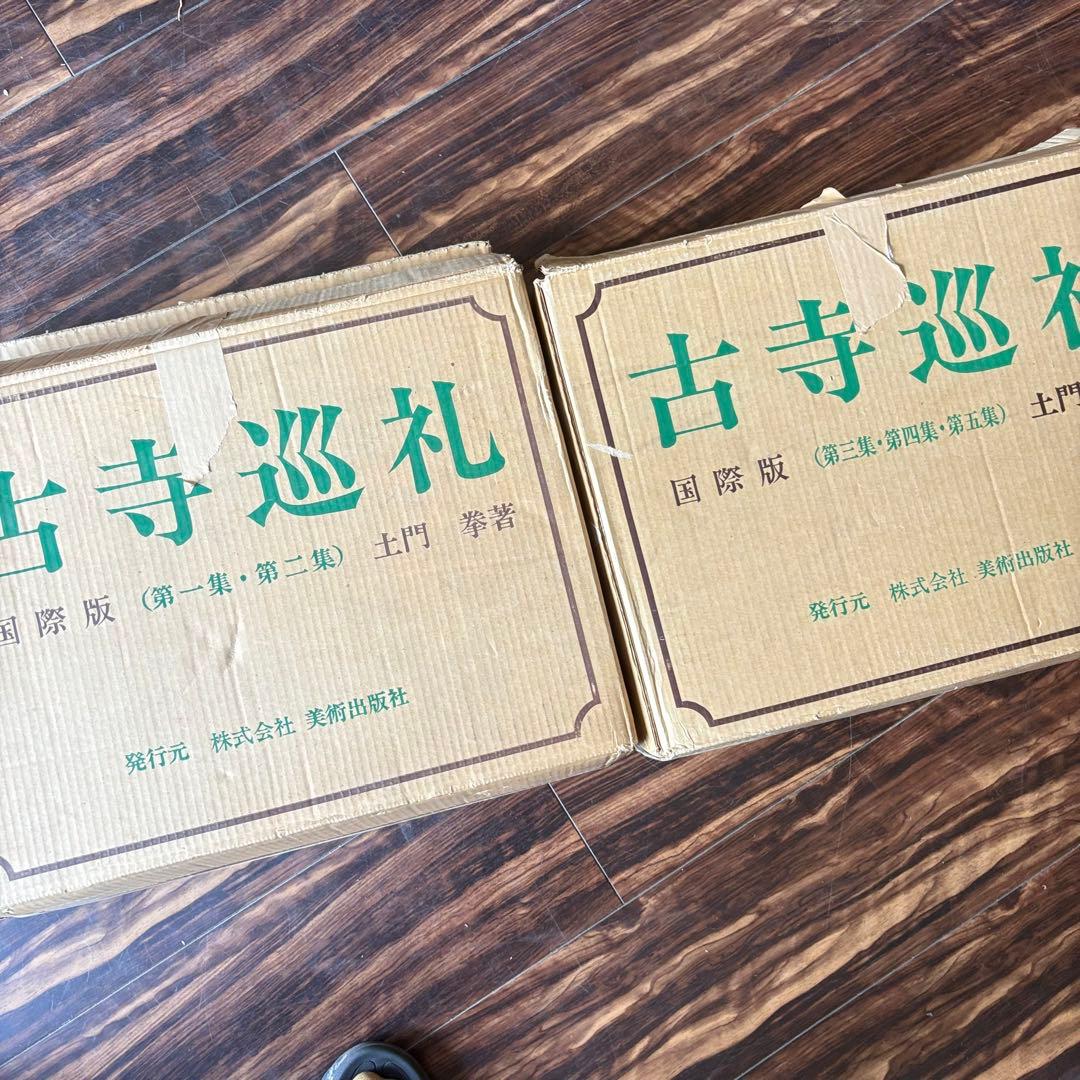 古寺巡礼
国際版 (第一集・第二集) 土門 拳著
発行元 株式会社 美術出版社
古寺巡礼
国際版 (第三集・第四集・第五集) 土門
発行元 株式会社 美術出版社